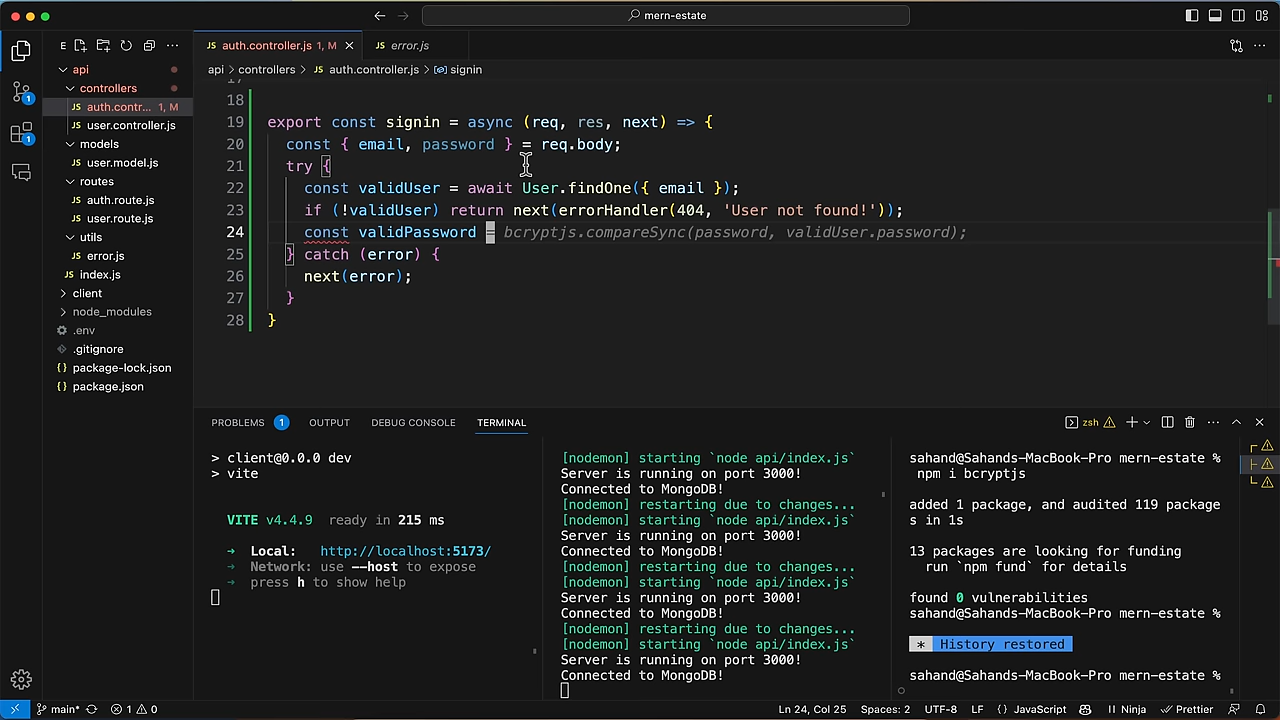 mern-estate
E
auth.controller.js 1, M
error.js
api > controllers > JS auth.controller.js > signin
api
controllers
JS auth.contr... 1, M
JS user.controller.js
models
JS user.model.js
routes
JS auth.route.js
JS user.route.js
utils
JS error.js
JS index.js
client
node_modules
.env
.gitignore
{} package-lock.json
{} package.json
1
1
18
19 export const signin = async (req, res, next) => {
20 const { email, password } = req.body;
21 try {
22 const validUser = await User.findOne({ email });
23 if (!validUser) return next(errorHandler(404, 'User not found!'));
24 const validPassword = bcryptjs.compareSync(password, validUser.password);
25 } catch (error) {
26 next(error);
27 }
28 }
PROBLEMS 1 OUTPUT DEBUG CONSOLE TERMINAL
zsh
> client@0.0.0 dev
> vite
VITE v4.4.9 ready in 215 ms
➜ Local: http://localhost:5173/
➜ Network: use --host to expose
➜ press h to show help
[nodemon] starting `node api/index.js`
Server is running on port 3000!
Connected to MongoDB!
[nodemon] restarting due to changes...
[nodemon] starting `node api/index.js`
Server is running on port 3000!
Connected to MongoDB!
[nodemon] restarting due to changes...
[nodemon] starting `node api/index.js`
Server is running on port 3000!
Connected to MongoDB!
[nodemon] restarting due to changes...
[nodemon] starting `node api/index.js`
Server is running on port 3000!
Connected to MongoDB!
sahand@Sahands-MacBook-Pro mern-estate %
npm i bcryptjs
added 1 package, and audited 119 package
s in 1s
13 packages are looking for funding
run `npm fund` for details
found 0 vulnerabilities
sahand@Sahands-MacBook-Pro mern-estate %
* History restored
sahand@Sahands-MacBook-Pro mern-estate %
main* 1 0 Ln 24, Col 25 Spaces: 2 UTF-8 LF {} JavaScript Ninja Prettier